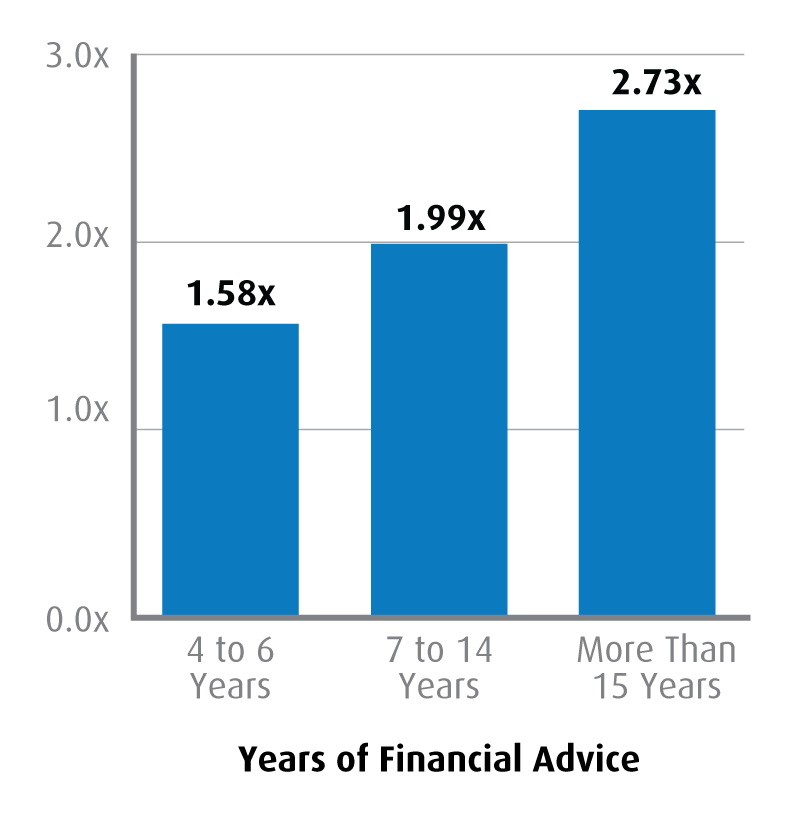 3.0x
2.73x
2.0x
1.99x
1.58x
1.0x
0.0x
4 to 6
Years
7 to 14
Years
More Than
15 Years
Years of Financial Advice